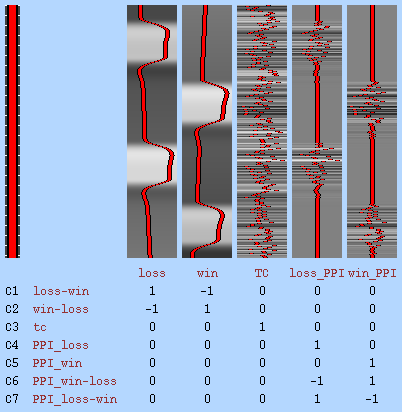 loss win TC loss_PPI win_PPI
C1 loss-win 1 -1 0 0 0
C2 win-loss -1 1 0 0 0
C3 tc 0 0 1 0 0
C4 PPI_loss 0 0 0 1 0
C5 PPI_win 0 0 0 0 1
C6 PPI_win-loss 0 0 0 -1 1
C7 PPI_loss-win 0 0 0 1 -1